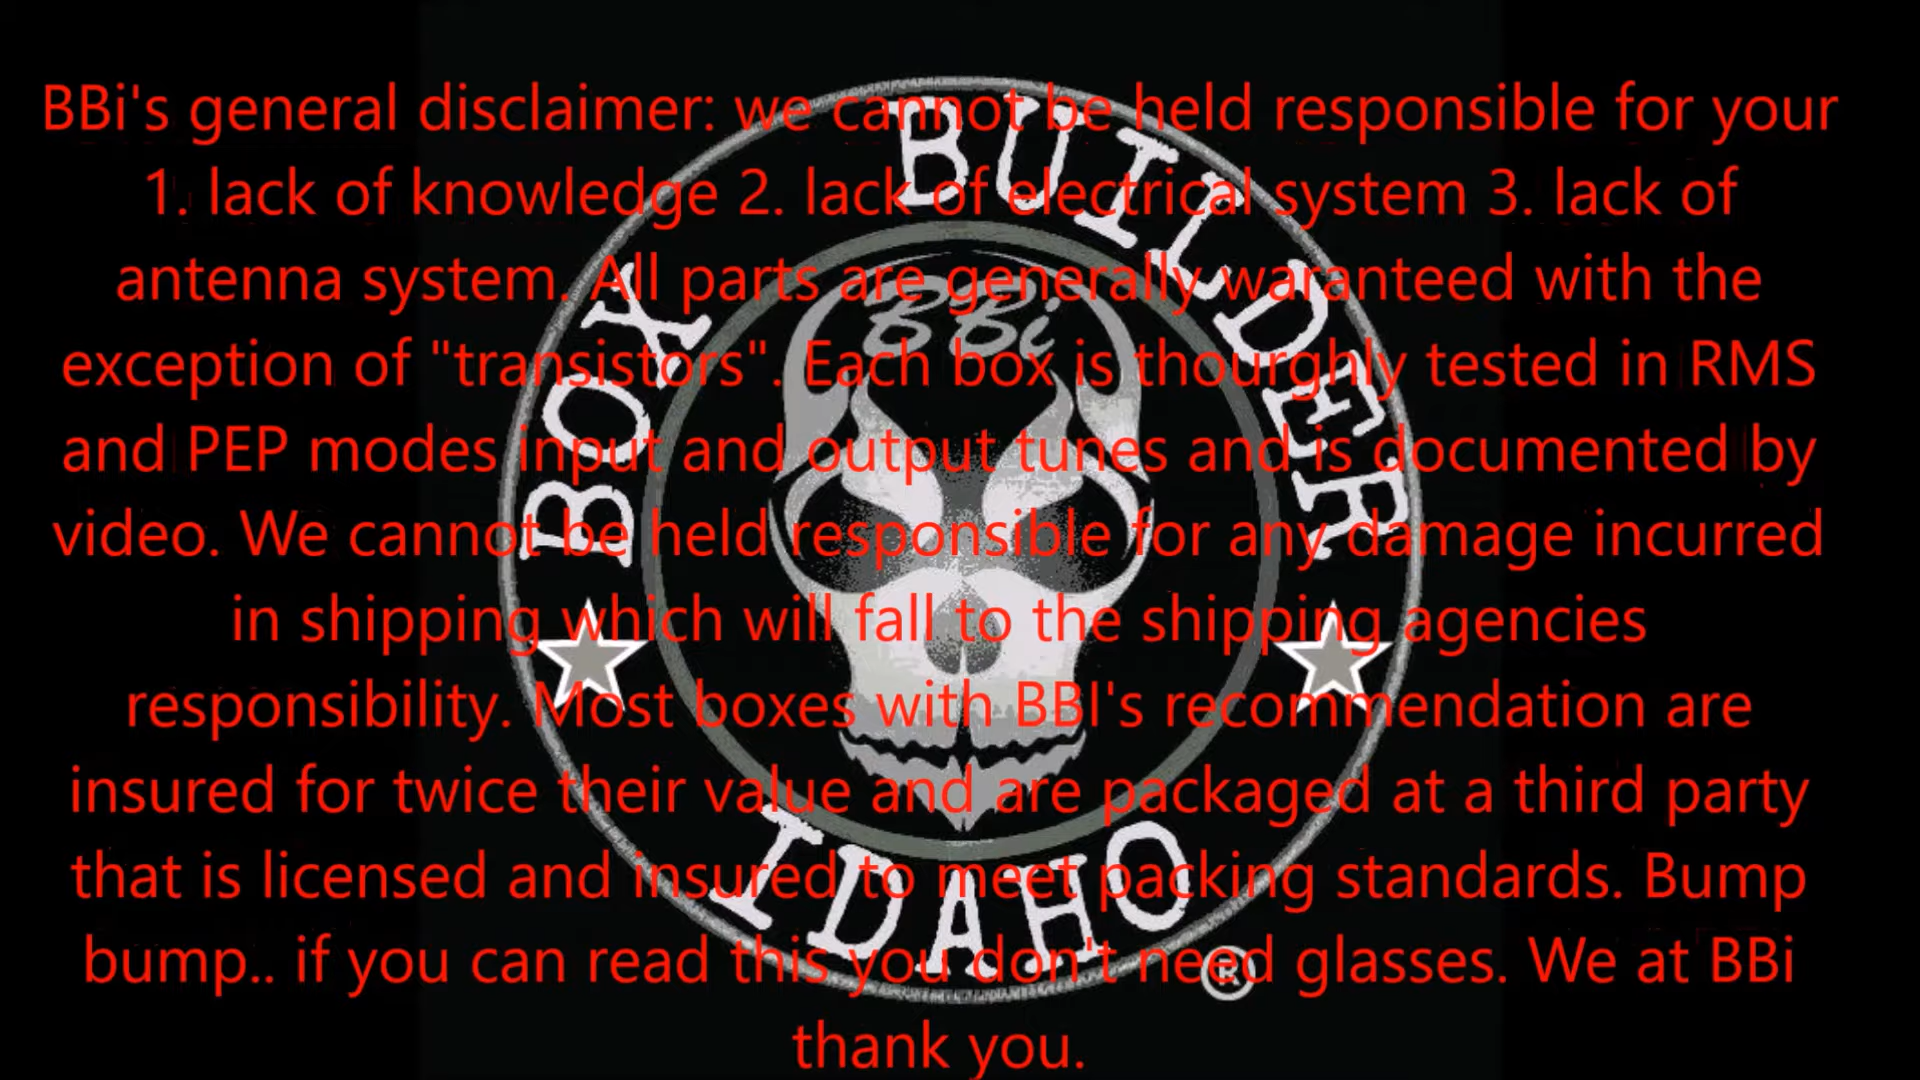 BBi's general disclaimer: we cannot be held responsible for your
1. lack of knowledge 2. lack of electrical system 3. lack of
antenna system. All parts are generally waranteed with the
exception of "transistors". Each box is thourghly tested in RMS
and PEP modes input and output tunes and is documented by
video. We cannot be held responsible for any damage incurred
in shipping which will fall to the shipping agencies
responsibility. Most boxes with BBI's recommendation are
insured for twice their value and are packaged at a third party
that is licensed and insured to meet packing standards. Bump
bump.. if you can read this you don't need glasses. We at BBi
thank you.
BOX BUILDER
BBi
IDAHO
®